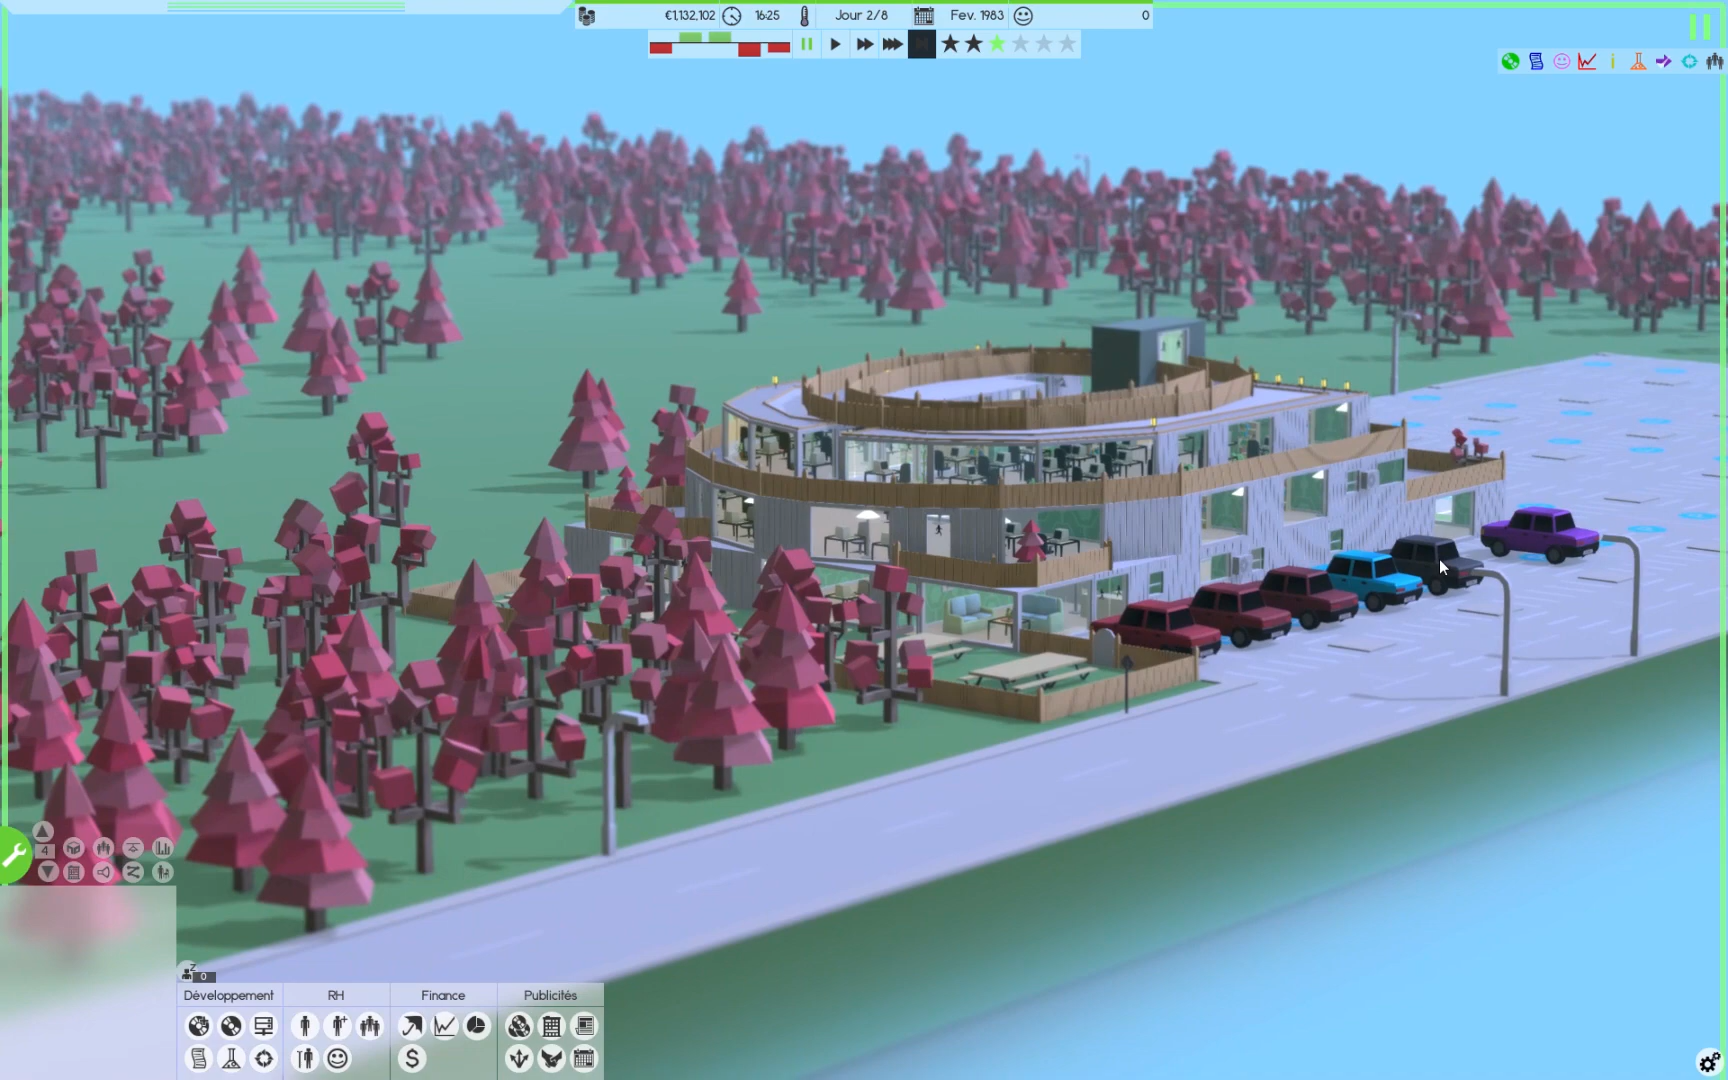 €1,132,102 16:25 Jour 2/8 Fev. 1983 0
4
0
Développement RH Finance Publicités